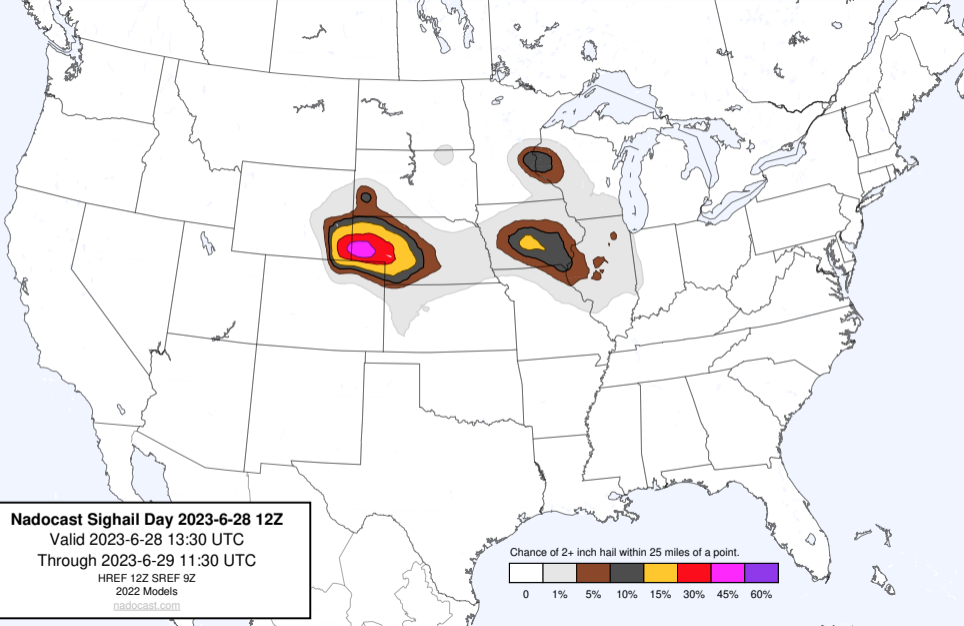 Nadocast Sighail Day 2023-6-28 12Z
Valid 2023-6-28 13:30 UTC
Through 2023-6-29 11:30 UTC
HREF 12Z SREF 9Z
2022 Models
nadocast.com
Chance of 2+ inch hail within 25 miles of a point.
0 1% 5% 10% 15% 30% 45% 60%